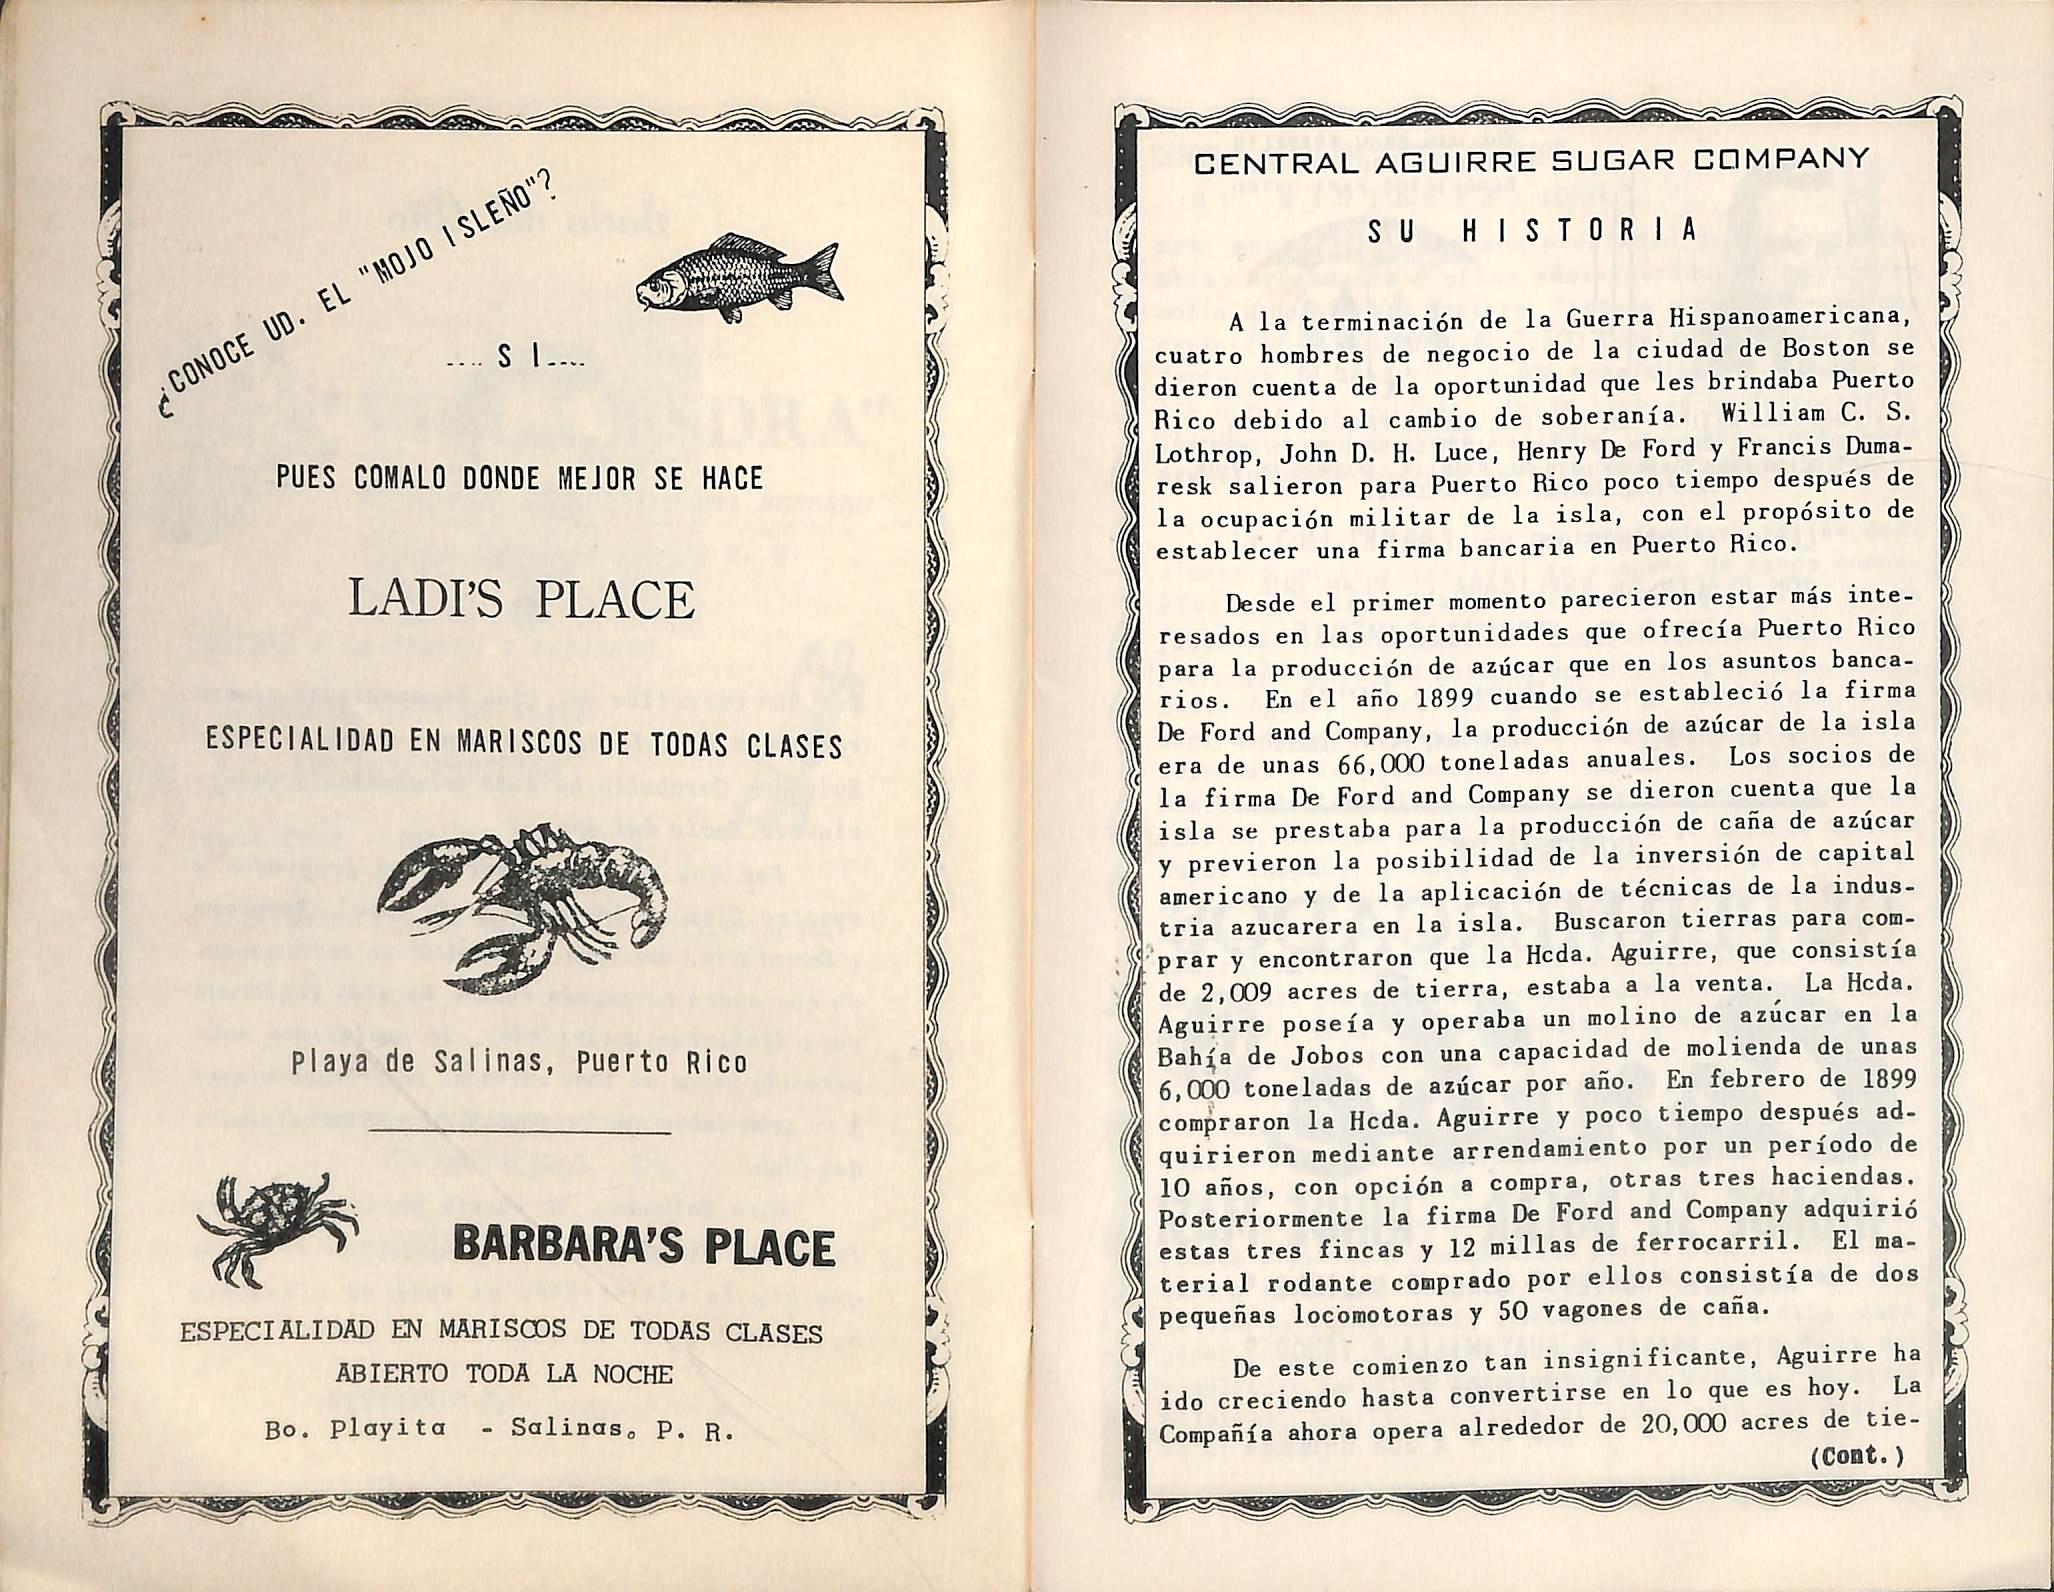 ¿CONOCE UD. EL "MOJO ISLEÑO"?
.... S I ....
PUES COMALO DONDE MEJOR SE HACE
LADI'S PLACE
ESPECIALIDAD EN MARISCOS DE TODAS CLASES
Playa de Salinas, Puerto Rico
BARBARA'S PLACE
ESPECIALIDAD EN MARISCOS DE TODAS CLASES
ABIERTO TODA LA NOCHE
Bo. Playita - Salinas. P. R.
CENTRAL AGUIRRE SUGAR COMPANY
SU HISTORIA
A la terminación de la Guerra Hispanoamericana,
cuatro hombres de negocio de la ciudad de Boston se
dieron cuenta de la oportunidad que les brindaba Puerto
Rico debido al cambio de soberanía. William C. S.
Lothrop, John D. H. Luce, Henry De Ford y Francis Duma-
resk salieron para Puerto Rico poco tiempo después de
la ocupación militar de la isla, con el propósito de
establecer una firma bancaria en Puerto Rico.
Desde el primer momento parecieron estar más inte-
resados en las oportunidades que ofrecía Puerto Rico
para la producción de azúcar que en los asuntos banca-
rios. En el año 1899 cuando se estableció la firma
De Ford and Company, la producción de azúcar de la isla
era de unas 66,000 toneladas anuales. Los socios de
la firma De Ford and Company se dieron cuenta que la
isla se prestaba para la producción de caña de azúcar
y previeron la posibilidad de la inversión de capital
americano y de la aplicación de técnicas de la indus-
tria azucarera en la isla. Buscaron tierras para com-
prar y encontraron que la Hcda. Aguirre, que consistía
de 2,009 acres de tierra, estaba a la venta. La Hcda.
Aguirre poseía y operaba un molino de azúcar en la
Bahía de Jobos con una capacidad de molienda de unas
6,000 toneladas de azúcar por año. En febrero de 1899
compraron la Hcda. Aguirre y poco tiempo después ad-
quirieron mediante arrendamiento por un período de
10 años, con opción a compra, otras tres haciendas.
Posteriormente la firma De Ford and Company adquirió
estas tres fincas y 12 millas de ferrocarril. El ma-
terial rodante comprado por ellos consistía de dos
pequeñas locomotoras y 50 vagones de caña.
De este comienzo tan insignificante, Aguirre ha
ido creciendo hasta convertirse en lo que es hoy. La
Compañía ahora opera alrededor de 20,000 acres de tie-
(Cont.)